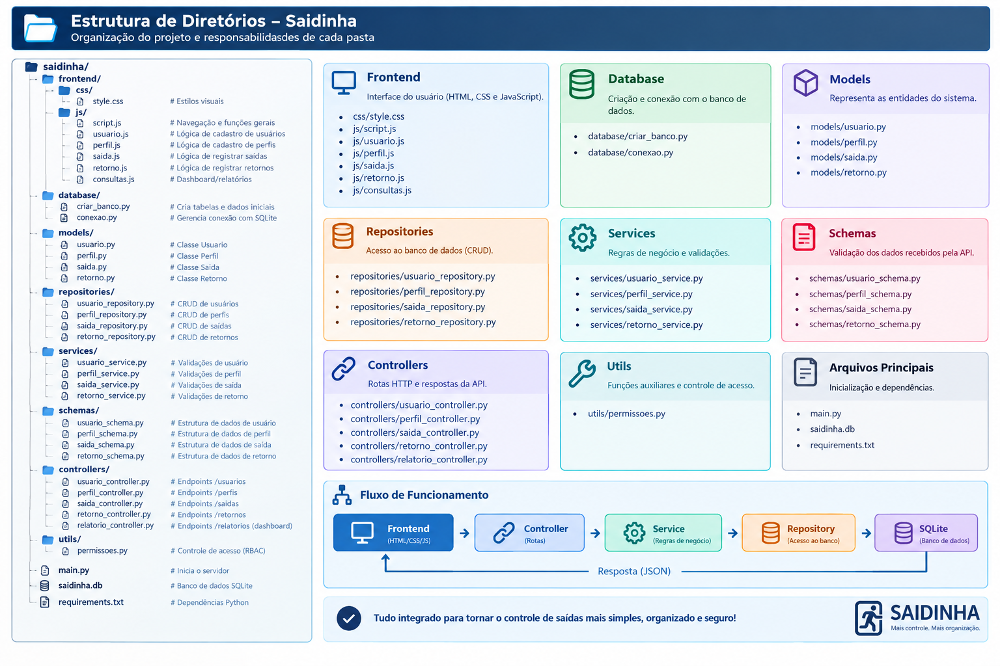 Estrutura de Diretórios – Saidinha
Organização do projeto e responsabilidasdes de cada pasta
saidinha/
frontend/
css/
style.css # Estilos visuais
js/
script.js # Navegação e funções gerais
usuario.js # Lógica de cadastro de usuários
perfil.js # Lógica de cadastro de perfis
saida.js # Lógica de registrar saídas
retorno.js # Lógica de registrar retornos
consultas.js # Dashboard/relatórios
database/
criar_banco.py # Cria tabelas e dados iniciais
conexao.py # Gerencia conexão com SQLite
models/
usuario.py # Classe Usuario
perfil.py # Classe Perfil
saida.py # Classe Saida
retorno.py # Classe Retorno
repositories/
usuario_repository.py # CRUD de usuários
perfil_repository.py # CRUD de perfis
saida_repository.py # CRUD de saídas
retorno_repository.py # CRUD de retornos
services/
usuario_service.py # Validações de usuário
perfil_service.py # Validações de perfil
saida_service.py # Validações de saída
retorno_service.py # Validações de retorno
schemas/
usuario_schema.py # Estrutura de dados de usuário
perfil_schema.py # Estrutura de dados de perfil
saida_schema.py # Estrutura de dados de saída
retorno_schema.py # Estrutura de dados de retorno
controllers/
usuario_controller.py # Endpoints /usuarios
perfil_controller.py # Endpoints /perfis
saida_controller.py # Endpoints /saidas
retorno_controller.py # Endpoints /retornos
relatorio_controller.py # Endpoints /relatorios (dashboard)
utils/
permissoes.py # Controle de acesso (RBAC)
main.py # Inicia o servidor
saidinha.db # Banco de dados SQLite
requirements.txt # Dependências Python
Frontend
Interface do usuário (HTML, CSS e JavaScript).
• css/style.css
• js/script.js
• js/usuario.js
• js/perfil.js
• js/saida.js
• js/retorno.js
• js/consultas.js
Database
Criação e conexão com o banco de
dados.
• database/criar_banco.py
• database/conexao.py
Models
Representa as entidades do sistema.
• models/usuario.py
• models/perfil.py
• models/saida.py
• models/retorno.py
Repositories
Acesso ao banco de dados (CRUD).
• repositories/usuario_repository.py
• repositories/perfil_repository.py
• repositories/saida_repository.py
• repositories/retorno_repository.py
Services
Regras de negócio e validações.
• services/usuario_service.py
• services/perfil_service.py
• services/saida_service.py
• services/retorno_service.py
Schemas
Validação dos dados recebidos pela API.
• schemas/usuario_schema.py
• schemas/perfil_schema.py
• schemas/saida_schema.py
• schemas/retorno_schema.py
Controllers
Rotas HTTP e respostas da API.
• controllers/usuario_controller.py
• controllers/perfil_controller.py
• controllers/saida_controller.py
• controllers/retorno_controller.py
• controllers/relatorio_controller.py
Utils
Funções auxiliares e controle de acesso.
• utils/permissoes.py
Arquivos Principais
Inicialização e dependências.
• main.py
• saidinha.db
• requirements.txt
Fluxo de Funcionamento
Frontend
(HTML/CSS/JS)
Controller
(Rotas)
Service
(Regras de negócio)
Repository
(Acesso ao banco)
SQLite
(Banco de dados)
Resposta (JSON)
Tudo integrado para tornar o controle de saídas mais simples, organizado e seguro!
SAIDINHA
Mais controle. Mais organização.